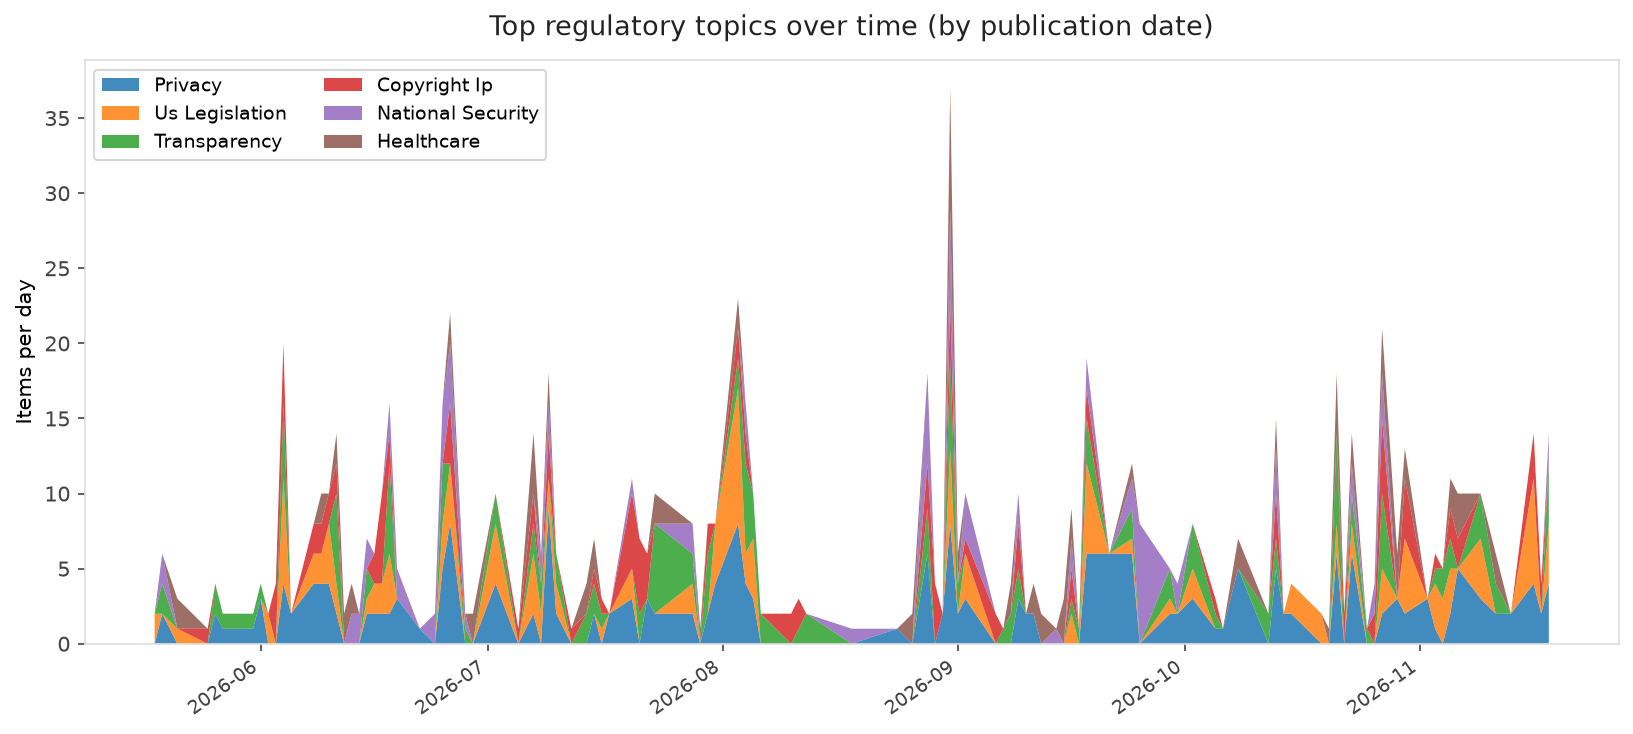 Top regulatory topics over time (by publication date)
Privacy
Us Legislation
Transparency
Copyright Ip
National Security
Healthcare
Items per day
35
30
25
20
15
10
5
0
2026-06
2026-07
2026-08
2026-09
2026-10
2026-11